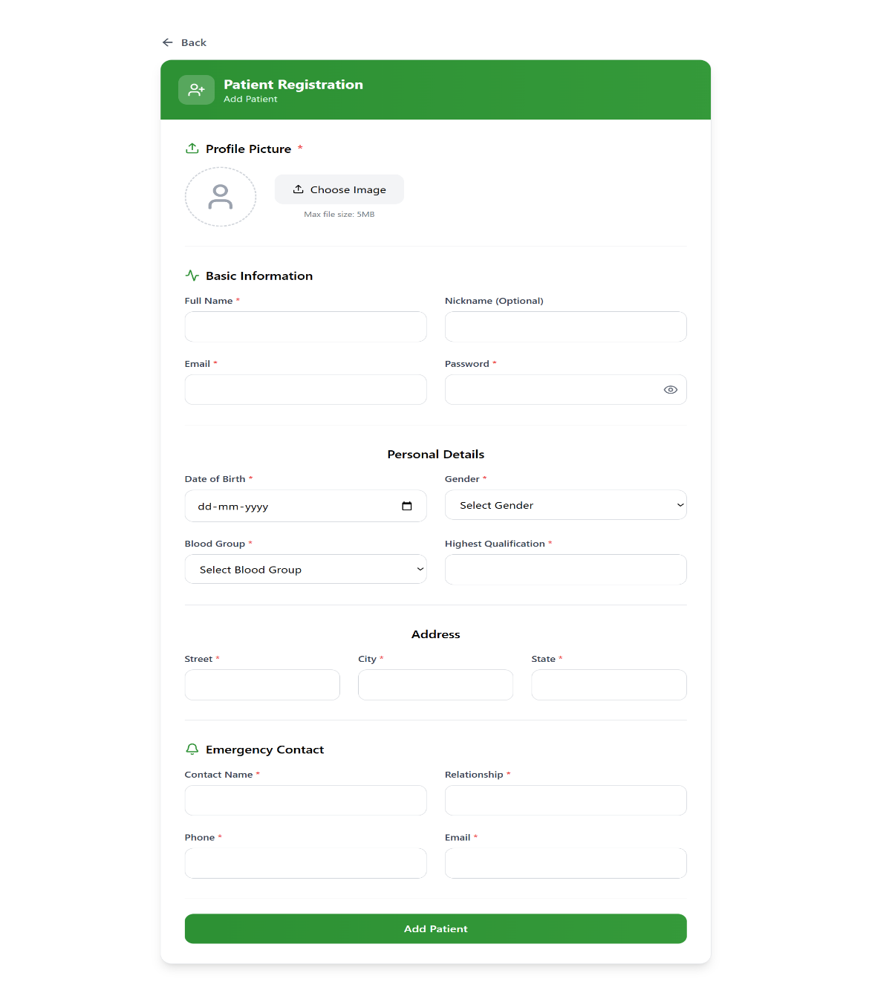 Back
Patient Registration
Add Patient
Profile Picture *
Choose Image
Max file size: 5MB
Basic Information
Full Name *
Nickname (Optional)
Email *
Password *
Personal Details
Date of Birth *
Gender *
dd-mm-yyyy
Select Gender
Blood Group *
Highest Qualification *
Select Blood Group
Address
Street *
City *
State *
Emergency Contact
Contact Name *
Relationship *
Phone *
Email *
Add Patient